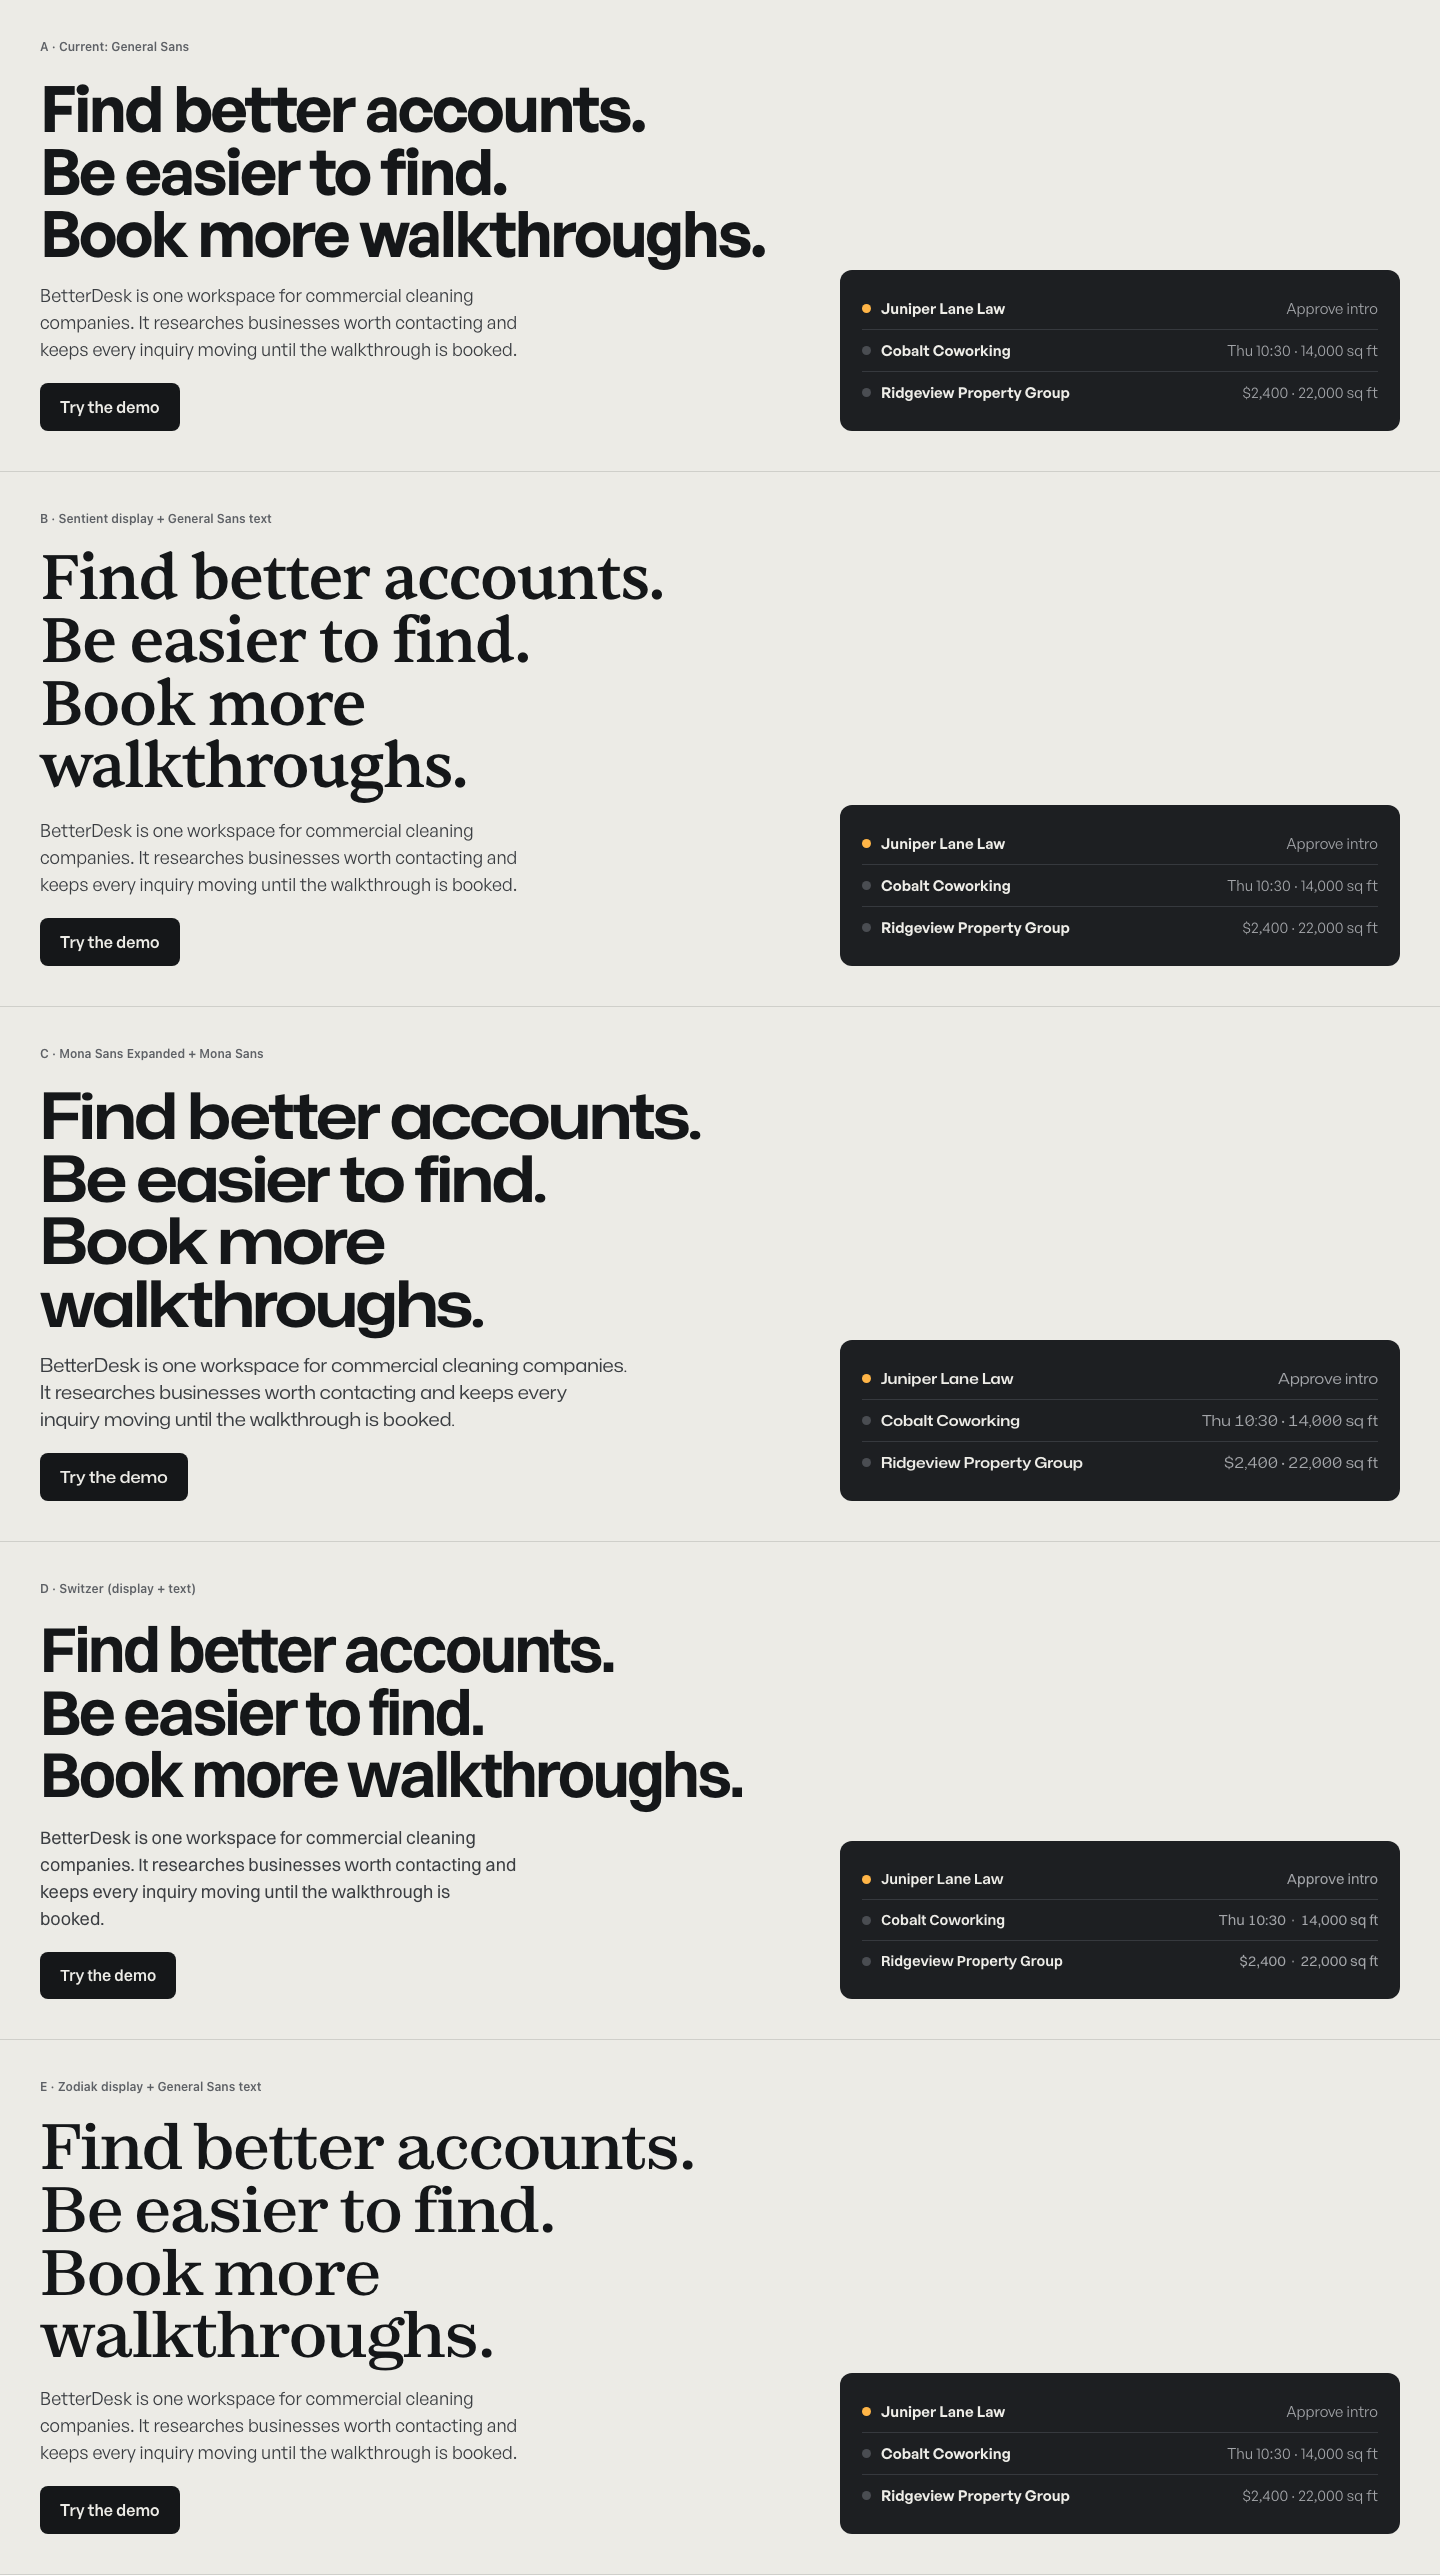 A · Current: General Sans
Find better accounts.
Be easier to find.
Book more walkthroughs.
BetterDesk is one workspace for commercial cleaning
companies. It researches businesses worth contacting and
keeps every inquiry moving until the walkthrough is booked.
Try the demo
Juniper Lane Law Approve intro
Cobalt Coworking Thu 10:30 · 14,000 sq ft
Ridgeview Property Group $2,400 · 22,000 sq ft
B · Sentient display + General Sans text
Find better accounts.
Be easier to find.
Book more
walkthroughs.
BetterDesk is one workspace for commercial cleaning
companies. It researches businesses worth contacting and
keeps every inquiry moving until the walkthrough is booked.
Try the demo
Juniper Lane Law Approve intro
Cobalt Coworking Thu 10:30 · 14,000 sq ft
Ridgeview Property Group $2,400 · 22,000 sq ft
C · Mona Sans Expanded + Mona Sans
Find better accounts.
Be easier to find.
Book more
walkthroughs.
BetterDesk is one workspace for commercial cleaning companies.
It researches businesses worth contacting and keeps every
inquiry moving until the walkthrough is booked.
Try the demo
Juniper Lane Law Approve intro
Cobalt Coworking Thu 10:30 · 14,000 sq ft
Ridgeview Property Group $2,400 · 22,000 sq ft
D · Switzer (display + text)
Find better accounts.
Be easier to find.
Book more walkthroughs.
BetterDesk is one workspace for commercial cleaning
companies. It researches businesses worth contacting and
keeps every inquiry moving until the walkthrough is
booked.
Try the demo
Juniper Lane Law Approve intro
Cobalt Coworking Thu 10:30 · 14,000 sq ft
Ridgeview Property Group $2,400 · 22,000 sq ft
E · Zodiak display + General Sans text
Find better accounts.
Be easier to find.
Book more
walkthroughs.
BetterDesk is one workspace for commercial cleaning
companies. It researches businesses worth contacting and
keeps every inquiry moving until the walkthrough is booked.
Try the demo
Juniper Lane Law Approve intro
Cobalt Coworking Thu 10:30 · 14,000 sq ft
Ridgeview Property Group $2,400 · 22,000 sq ft